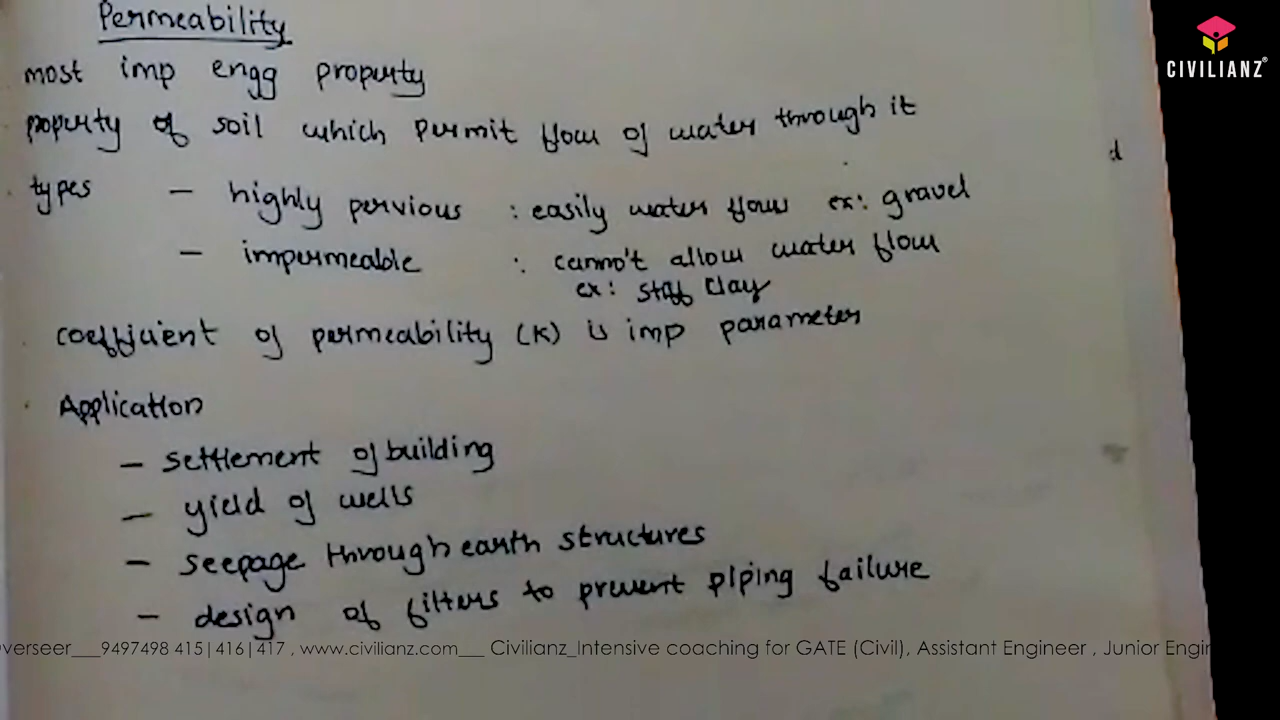 Permeability
CIVILIANZ®
most imp engg property
property of soil which permit flow of water through it
types – highly pervious : easily water flow ex: gravel
– impermeable : cannot allow water flow
ex: stiff clay
coefficient of permeability (K) is imp parameter
Application
– settlement of building
– yield of wells
– seepage through earth structures
– design of filters to prevent piping failure
verseer___9497498 415|416|417 , www.civilianz.com___ Civilianz_Intensive coaching for GATE (Civil), Assistant Engineer , Junior Engin